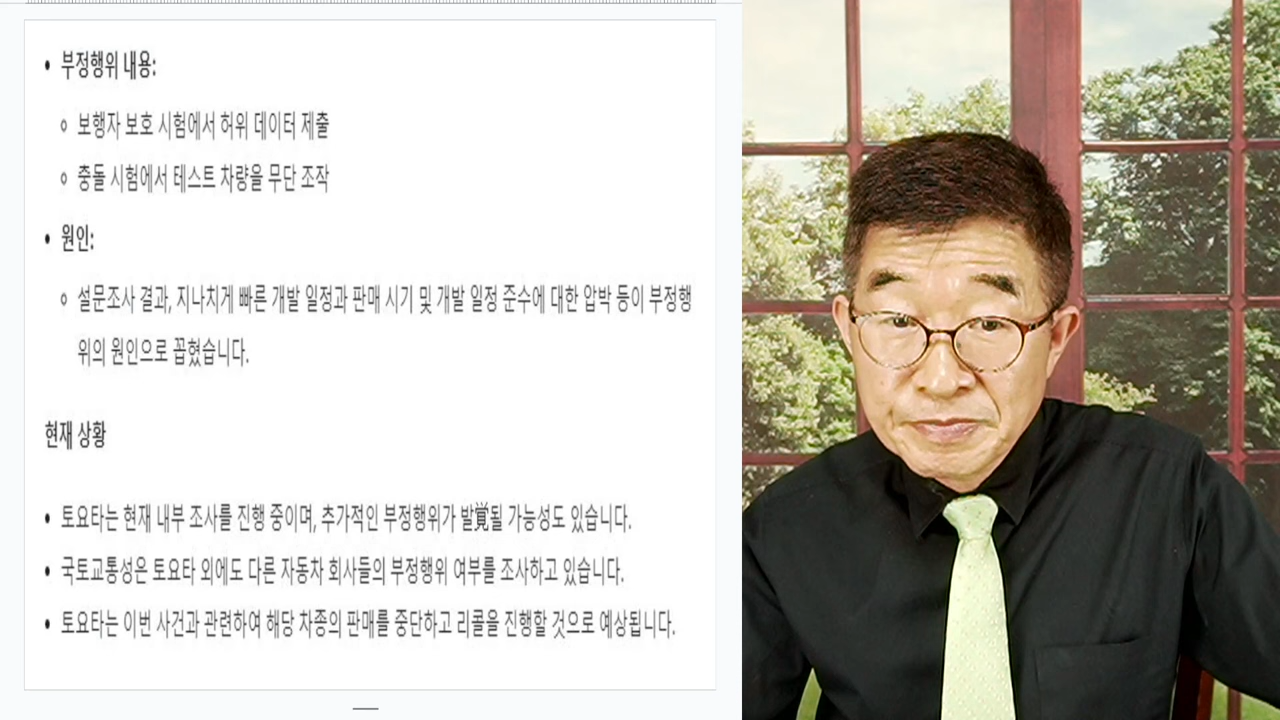 • 부정행위 내용:
◦ 보행자 보호 시험에서 허위 데이터 제출
◦ 충돌 시험에서 테스트 차량을 무단 조작
• 원인:
◦ 설문조사 결과, 지나치게 빠른 개발 일정과 판매 시기 및 개발 일정 준수에 대한 압박 등이 부정행
위의 원인으로 꼽혔습니다.
현재 상황
• 토요타는 현재 내부 조사를 진행 중이며, 추가적인 부정행위가 발覚될 가능성도 있습니다.
• 국토교통성은 토요타 외에도 다른 자동차 회사들의 부정행위 여부를 조사하고 있습니다.
• 토요타는 이번 사건과 관련하여 해당 차종의 판매를 중단하고 리콜을 진행할 것으로 예상됩니다.